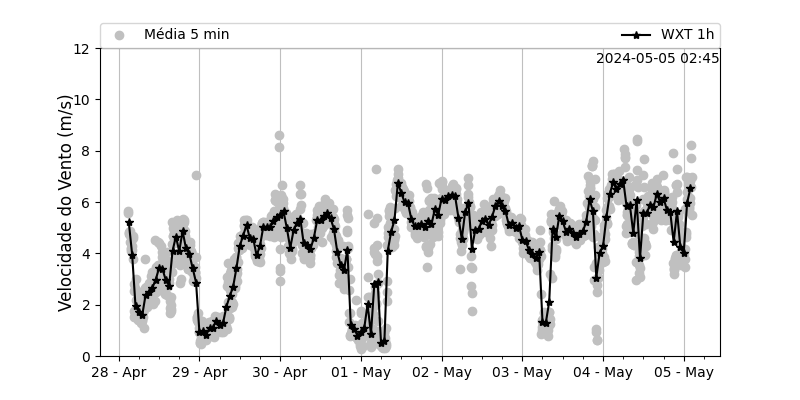 Média 5 min
WXT 1h
2024-05-05 02:45
Velocidade do Vento (m/s)
12
10
8
6
4
2
0
28 - Apr
29 - Apr
30 - Apr
01 - May
02 - May
03 - May
04 - May
05 - May